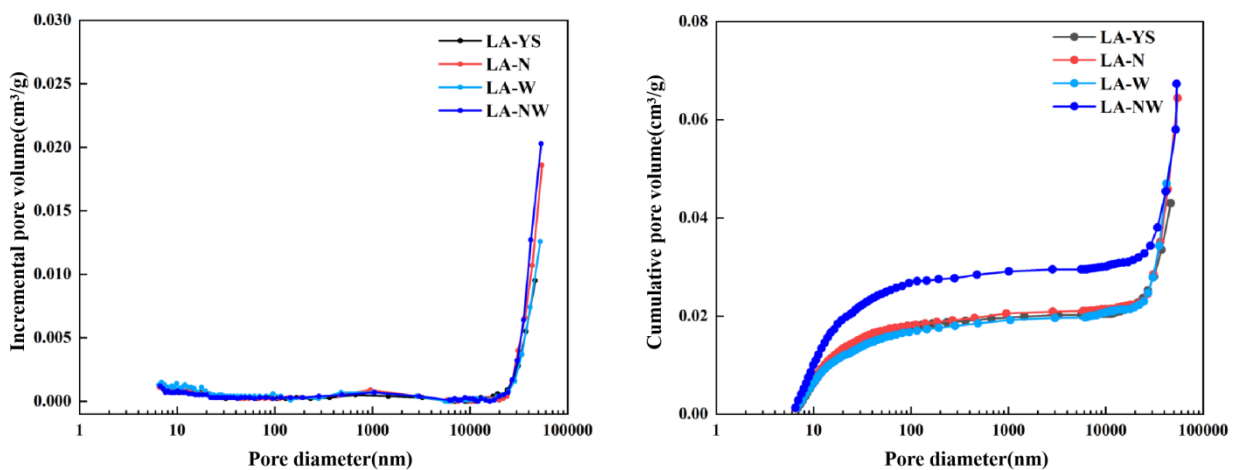 Incremental pore volume(cm³/g)
0.030
0.025
0.020
0.015
0.010
0.005
0.000
LA-YS
LA-N
LA-W
LA-NW
1 10 100 1000 10000 100000
Pore diameter(nm)
Cumulative pore volume(cm³/g)
0.08
0.06
0.04
0.02
0.00
LA-YS
LA-N
LA-W
LA-NW
1 10 100 1000 10000 100000
Pore diameter(nm)